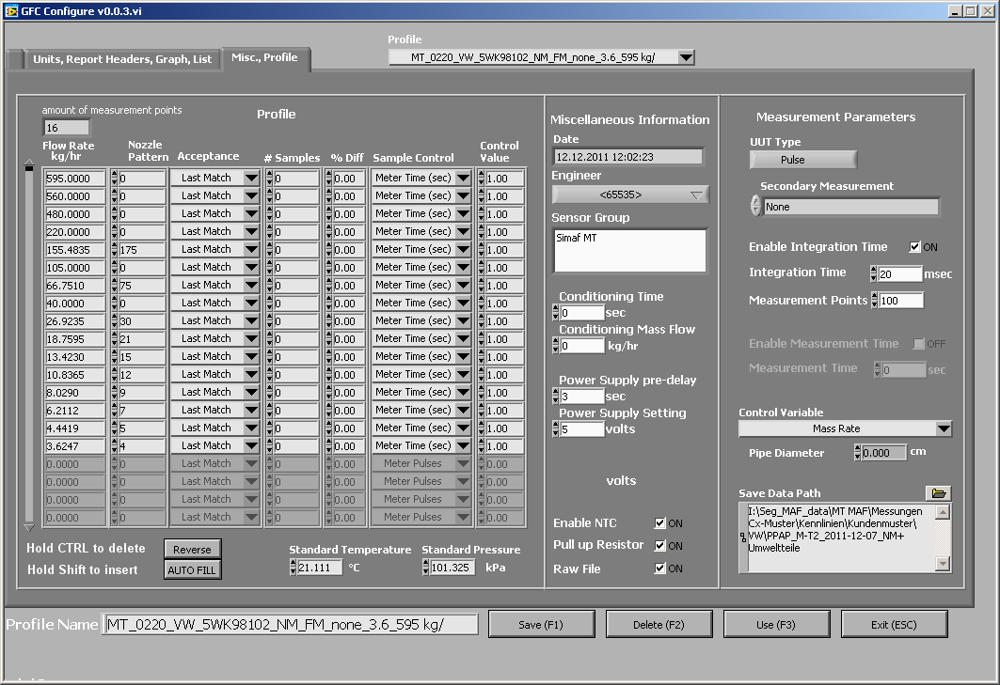 GFC Configure v0.0.3.vi
Profile
Units, Report Headers, Graph, List
Misc., Profile
MT_0220_VW_5WK98102_NM_FM_none_3.6_595 kg/
amount of measurement points
16
Profile
Flow Rate kg/hr Nozzle Pattern Acceptance # Samples % Diff Sample Control Control Value
595.0000 0 Last Match 0 0.00 Meter Time (sec) 1.00
560.0000 0 Last Match 0 0.00 Meter Time (sec) 1.00
480.0000 0 Last Match 0 0.00 Meter Time (sec) 1.00
220.0000 0 Last Match 0 0.00 Meter Time (sec) 1.00
155.4835 175 Last Match 0 0.00 Meter Time (sec) 1.00
105.0000 0 Last Match 0 0.00 Meter Time (sec) 1.00
66.7510 75 Last Match 0 0.00 Meter Time (sec) 1.00
40.0000 0 Last Match 0 0.00 Meter Time (sec) 1.00
26.9235 30 Last Match 0 0.00 Meter Time (sec) 1.00
18.7595 21 Last Match 0 0.00 Meter Time (sec) 1.00
13.4230 15 Last Match 0 0.00 Meter Time (sec) 1.00
10.8365 12 Last Match 0 0.00 Meter Time (sec) 1.00
8.0290 9 Last Match 0 0.00 Meter Time (sec) 1.00
6.2112 7 Last Match 0 0.00 Meter Time (sec) 1.00
4.4419 5 Last Match 0 0.00 Meter Time (sec) 1.00
3.6247 4 Last Match 0 0.00 Meter Time (sec) 1.00
0.0000 0 Last Match 0 0.00 Meter Pulses 0.00
0.0000 0 Last Match 0 0.00 Meter Pulses 0.00
0.0000 0 Last Match 0 0.00 Meter Pulses 0.00
0.0000 0 Last Match 0 0.00 Meter Pulses 0.00
Hold CTRL to delete
Hold Shift to insert
Reverse
AUTO FILL
Standard Temperature
21.111 °C
Standard Pressure
101.325 kPa
Miscellaneous Information
Date
12.12.2011 12:02:23
Engineer
<65535>
Sensor Group
Simaf MT
Conditioning Time
0 sec
Conditioning Mass Flow
0 kg/hr
Power Supply pre-delay
3 sec
Power Supply Setting
5 volts
volts
Enable NTC ON
Pull up Resistor ON
Raw File ON
Measurement Parameters
UUT Type
Pulse
Secondary Measurement
None
Enable Integration Time ON
Integration Time 20 msec
Measurement Points 100
Enable Measurement Time OFF
Measurement Time 0 sec
Control Variable
Mass Rate
Pipe Diameter 0.000 cm
Save Data Path
I:\Seg_MAF_data\MT MAF\Messungen
Cx-Muster\Kennlinien\Kundenmuster\
VW\PPAP_M-T2_2011-12-07_NM+
Umweltteile
Profile Name MT_0220_VW_5WK98102_NM_FM_none_3.6_595 kg/
Save (F1)
Delete (F2)
Use (F3)
Exit (ESC)